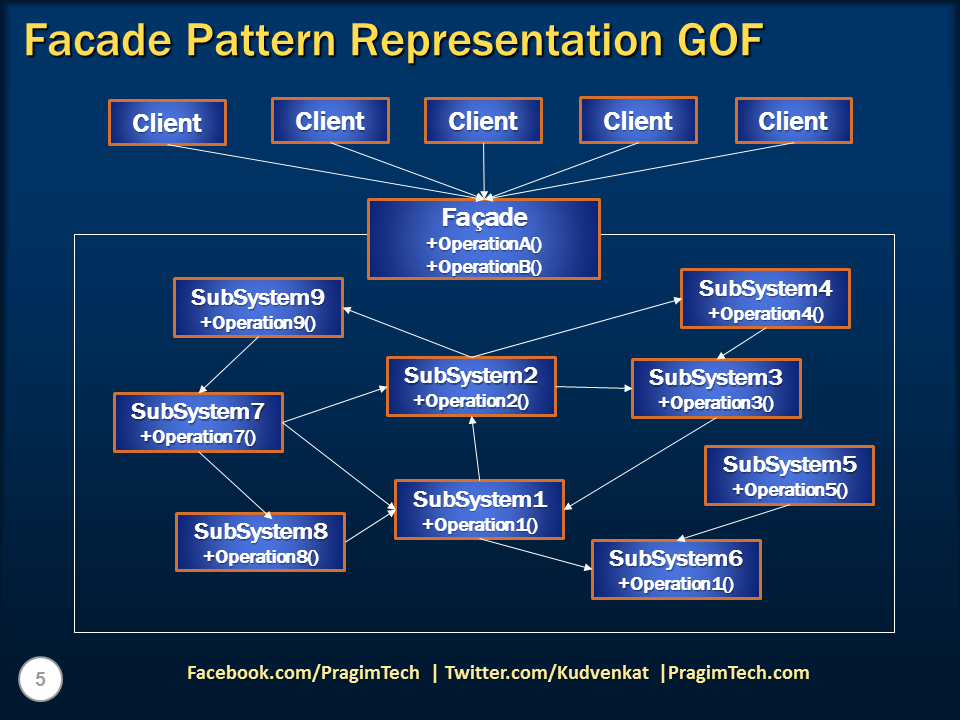 Facade Pattern Representation GOF
Client
Client
Client
Client
Client
Façade
+OperationA()
+OperationB()
SubSystem9
+Operation9()
SubSystem4
+Operation4()
SubSystem2
+Operation2()
SubSystem3
+Operation3()
SubSystem7
+Operation7()
SubSystem5
+Operation5()
SubSystem1
+Operation1()
SubSystem8
+Operation8()
SubSystem6
+Operation1()
5
Facebook.com/PragimTech | Twitter.com/Kudvenkat |PragimTech.com